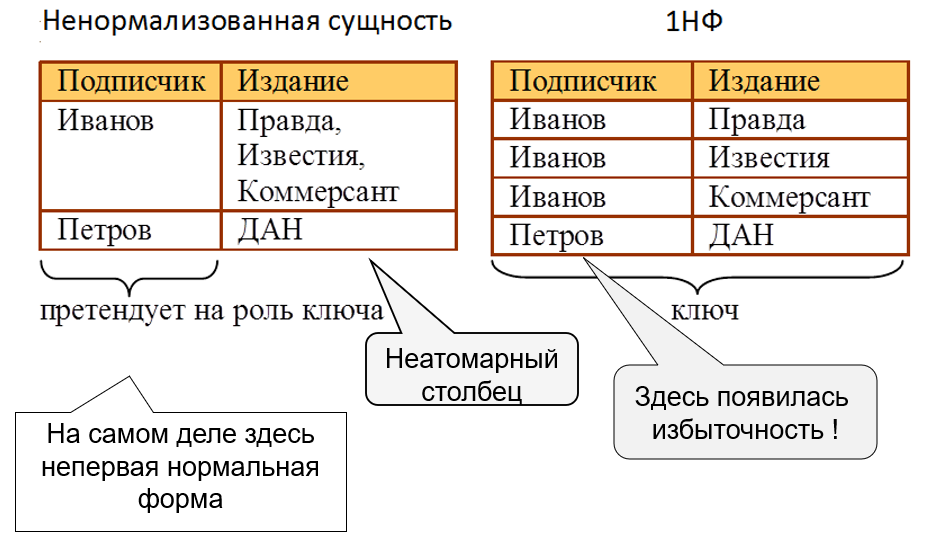 Ненормализованная сущность
Подписчик Издание
Иванов Правда,
Известия,
Коммерсант
Петров ДАН
претендует на роль ключа
Неатомарный
столбец
На самом деле здесь
непервая нормальная
форма
1НФ
Подписчик Издание
Иванов Правда
Иванов Известия
Иванов Коммерсант
Петров ДАН
ключ
Здесь появилась
избыточность !